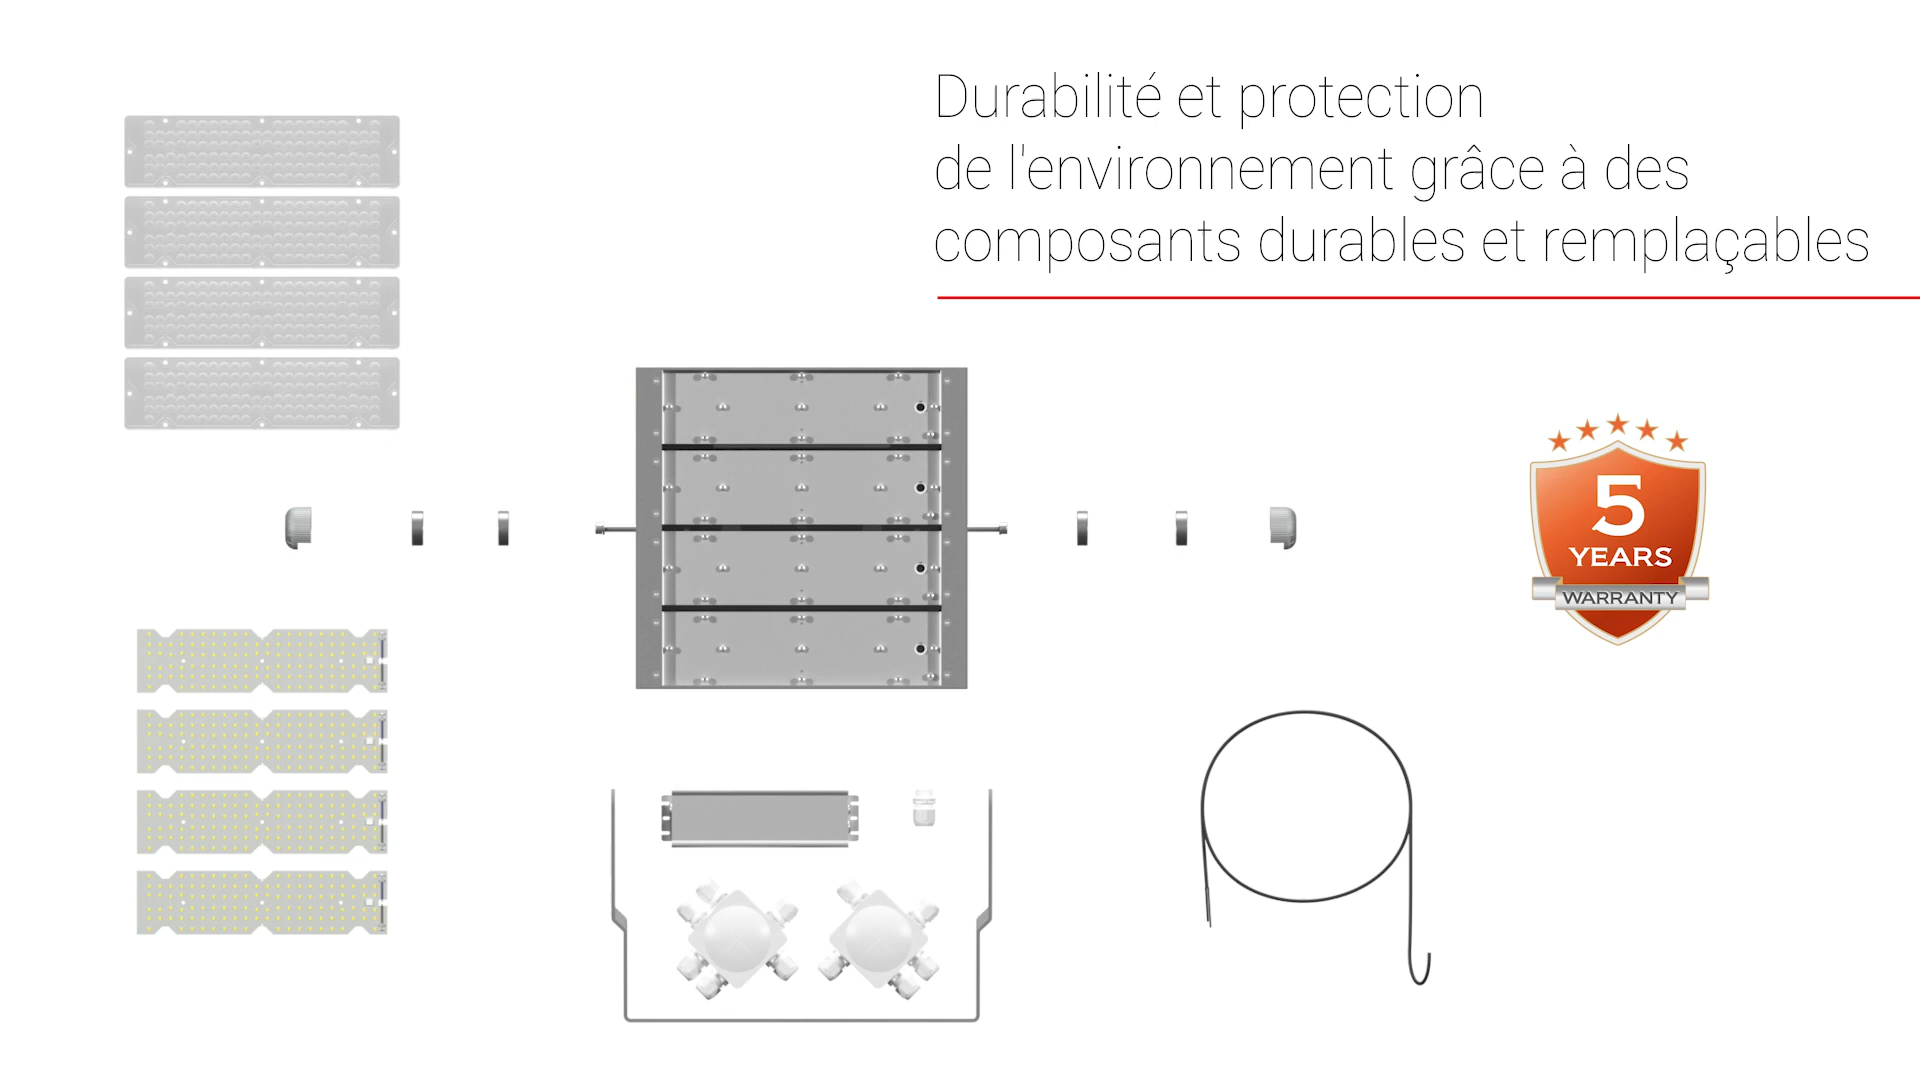 Durabilité et protection
de l'environnement grâce à des
composants durables et remplaçables
5
YEARS
WARRANTY